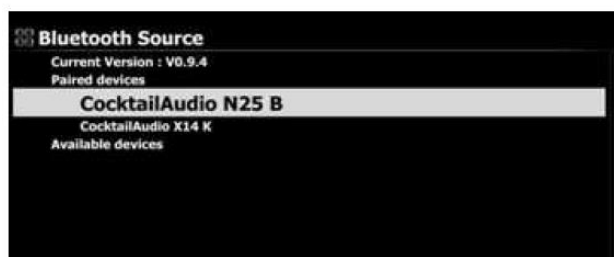 Bluetooth Source
Current Version : V0.9.4
Paired devices
CocktailAudio N25 B
CocktailAudio X14 K
Available devices